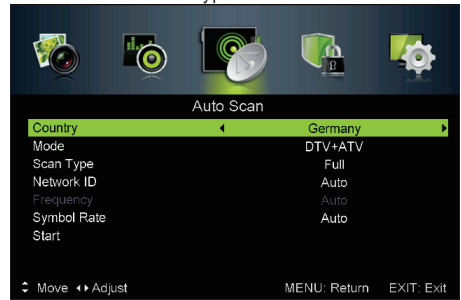 Auto Scan
Country Germany
Mode DTV+ATV
Scan Type Full
Network ID Auto
Frequency Auto
Symbol Rate Auto
Start
Move Adjust MENU: Return EXIT: Exit